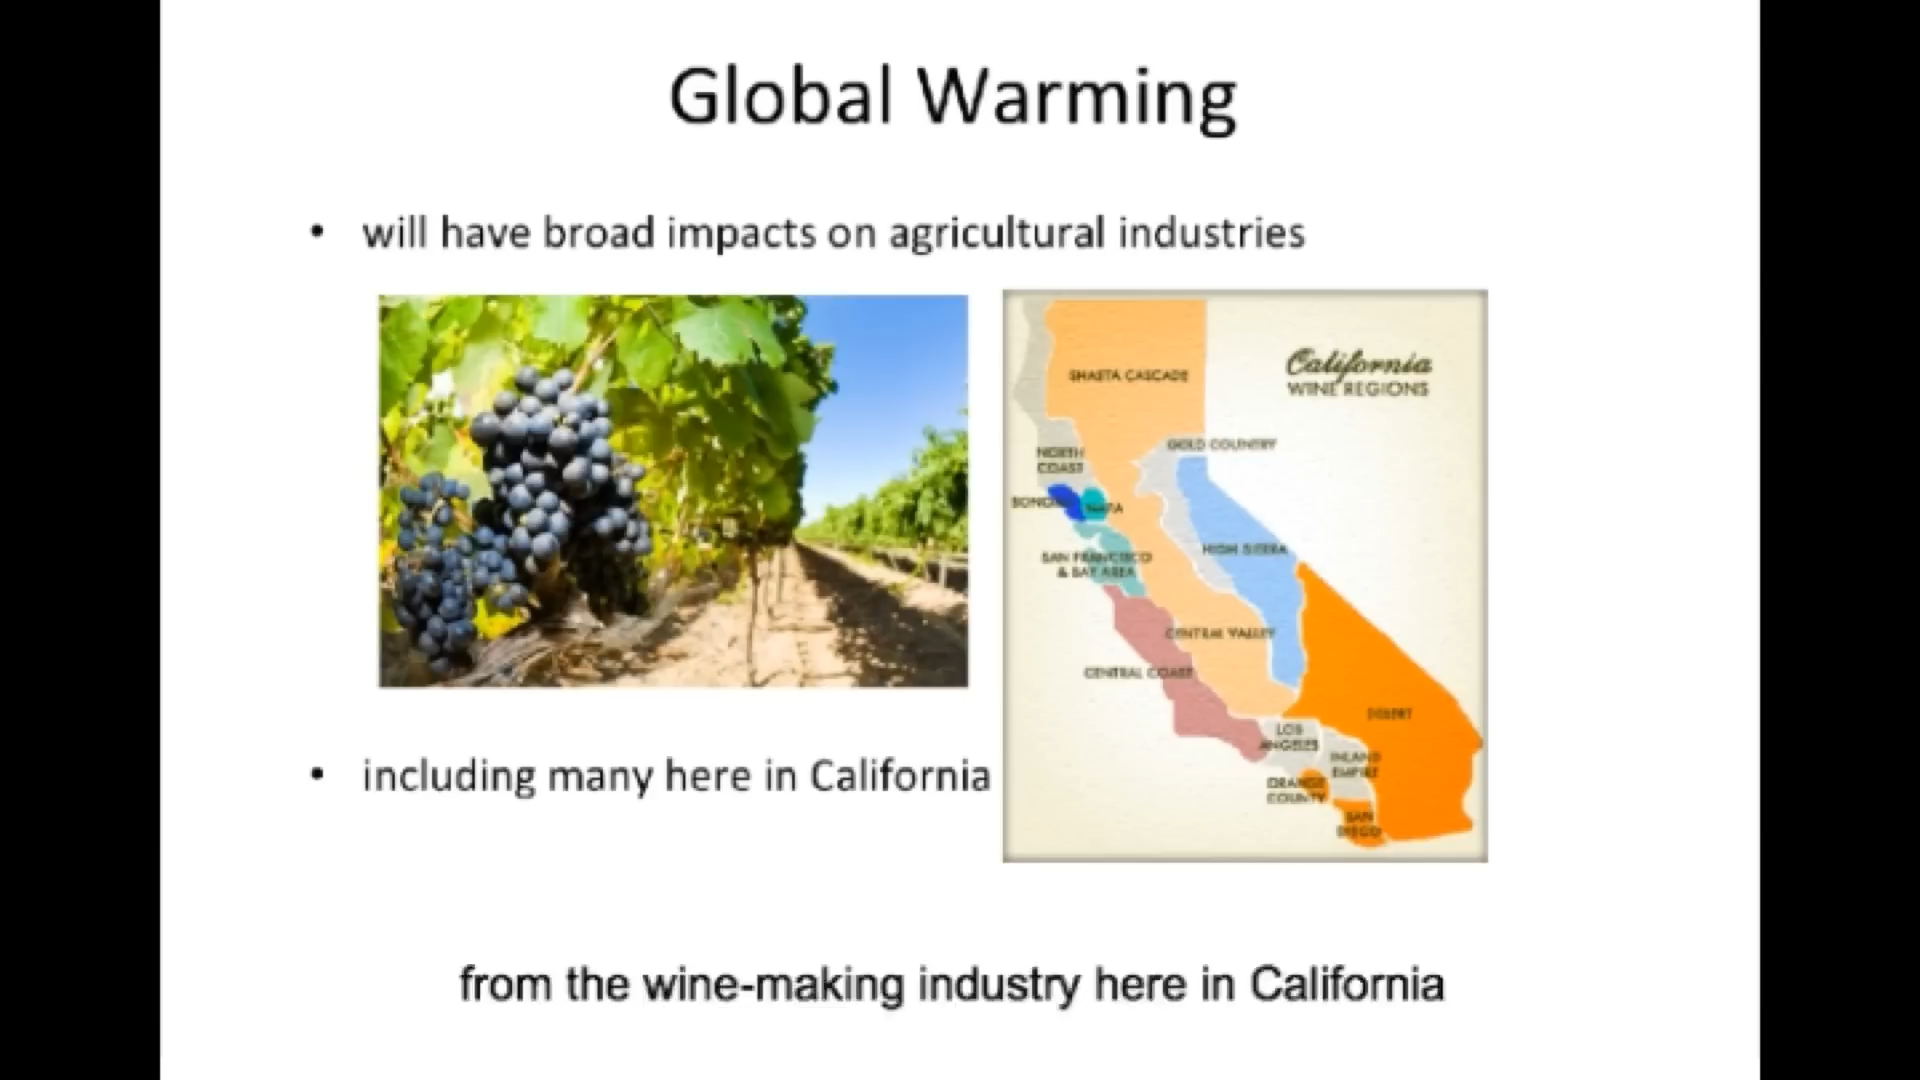 Global Warming
• will have broad impacts on agricultural industries
California
WINE REGIONS
SHASTA CASCADE
GOLD COUNTRY
NORTH
COAST
SONOMA
NAPA
HIGH SIERRA
SAN FRANCISCO
& BAY AREA
CENTRAL VALLEY
CENTRAL COAST
DESERT
LOS
ANGELES
INLAND
EMPIRE
ORANGE
COUNTY
SAN
DIEGO
• including many here in California
from the wine-making industry here in California